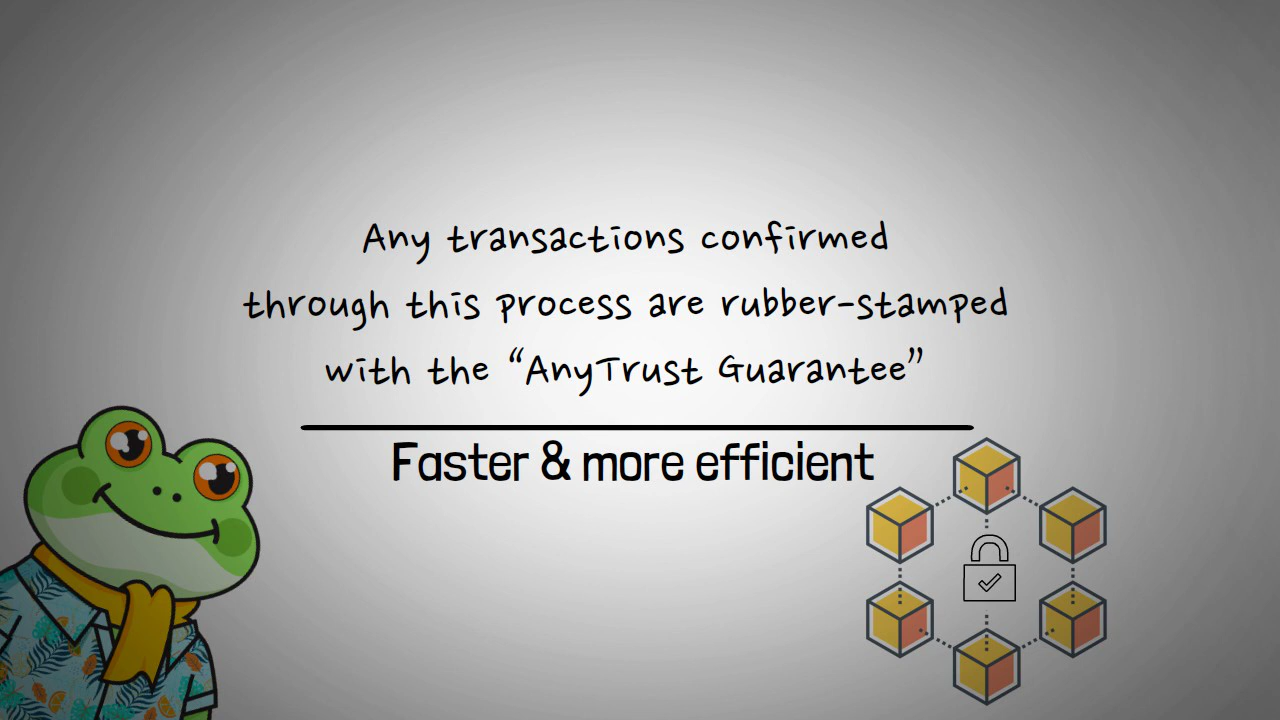 Any transactions confirmed
through this process are rubber-stamped
with the “AnyTrust Guarantee”
Faster & more efficient